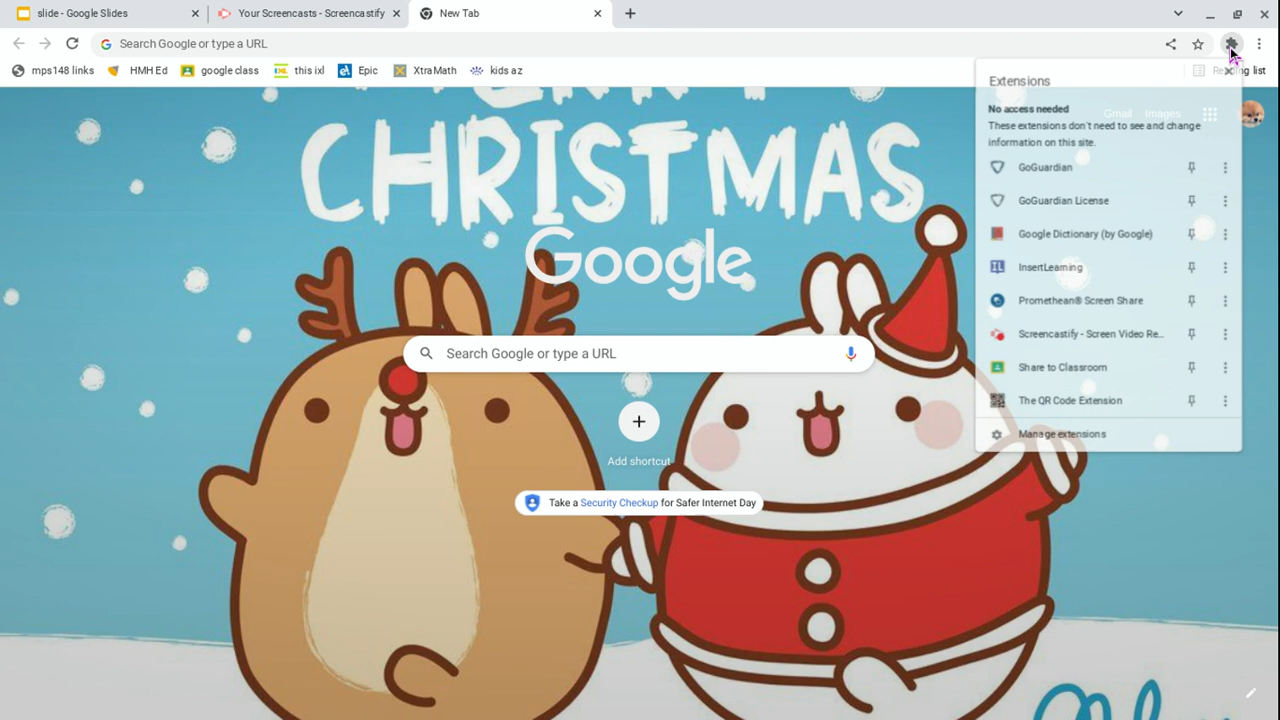 slide - Google Slides
Your Screencasts - Screencastify
New Tab
Search Google or type a URL
mps148 links
HMH Ed
google class
IXL
this ixl
Epic
XtraMath
kids az
Extensions
No access needed
These extensions don't need to see and change
information on this site.
GoGuardian
GoGuardian License
Google Dictionary (by Google)
InsertLearning
Promethean® Screen Share
Screencastify - Screen Video Re...
Share to Classroom
The QR Code Extension
Manage extensions
Gmail Images
CHRISTMAS
Google
Search Google or type a URL
Add shortcut
Take a Security Checkup for Safer Internet Day